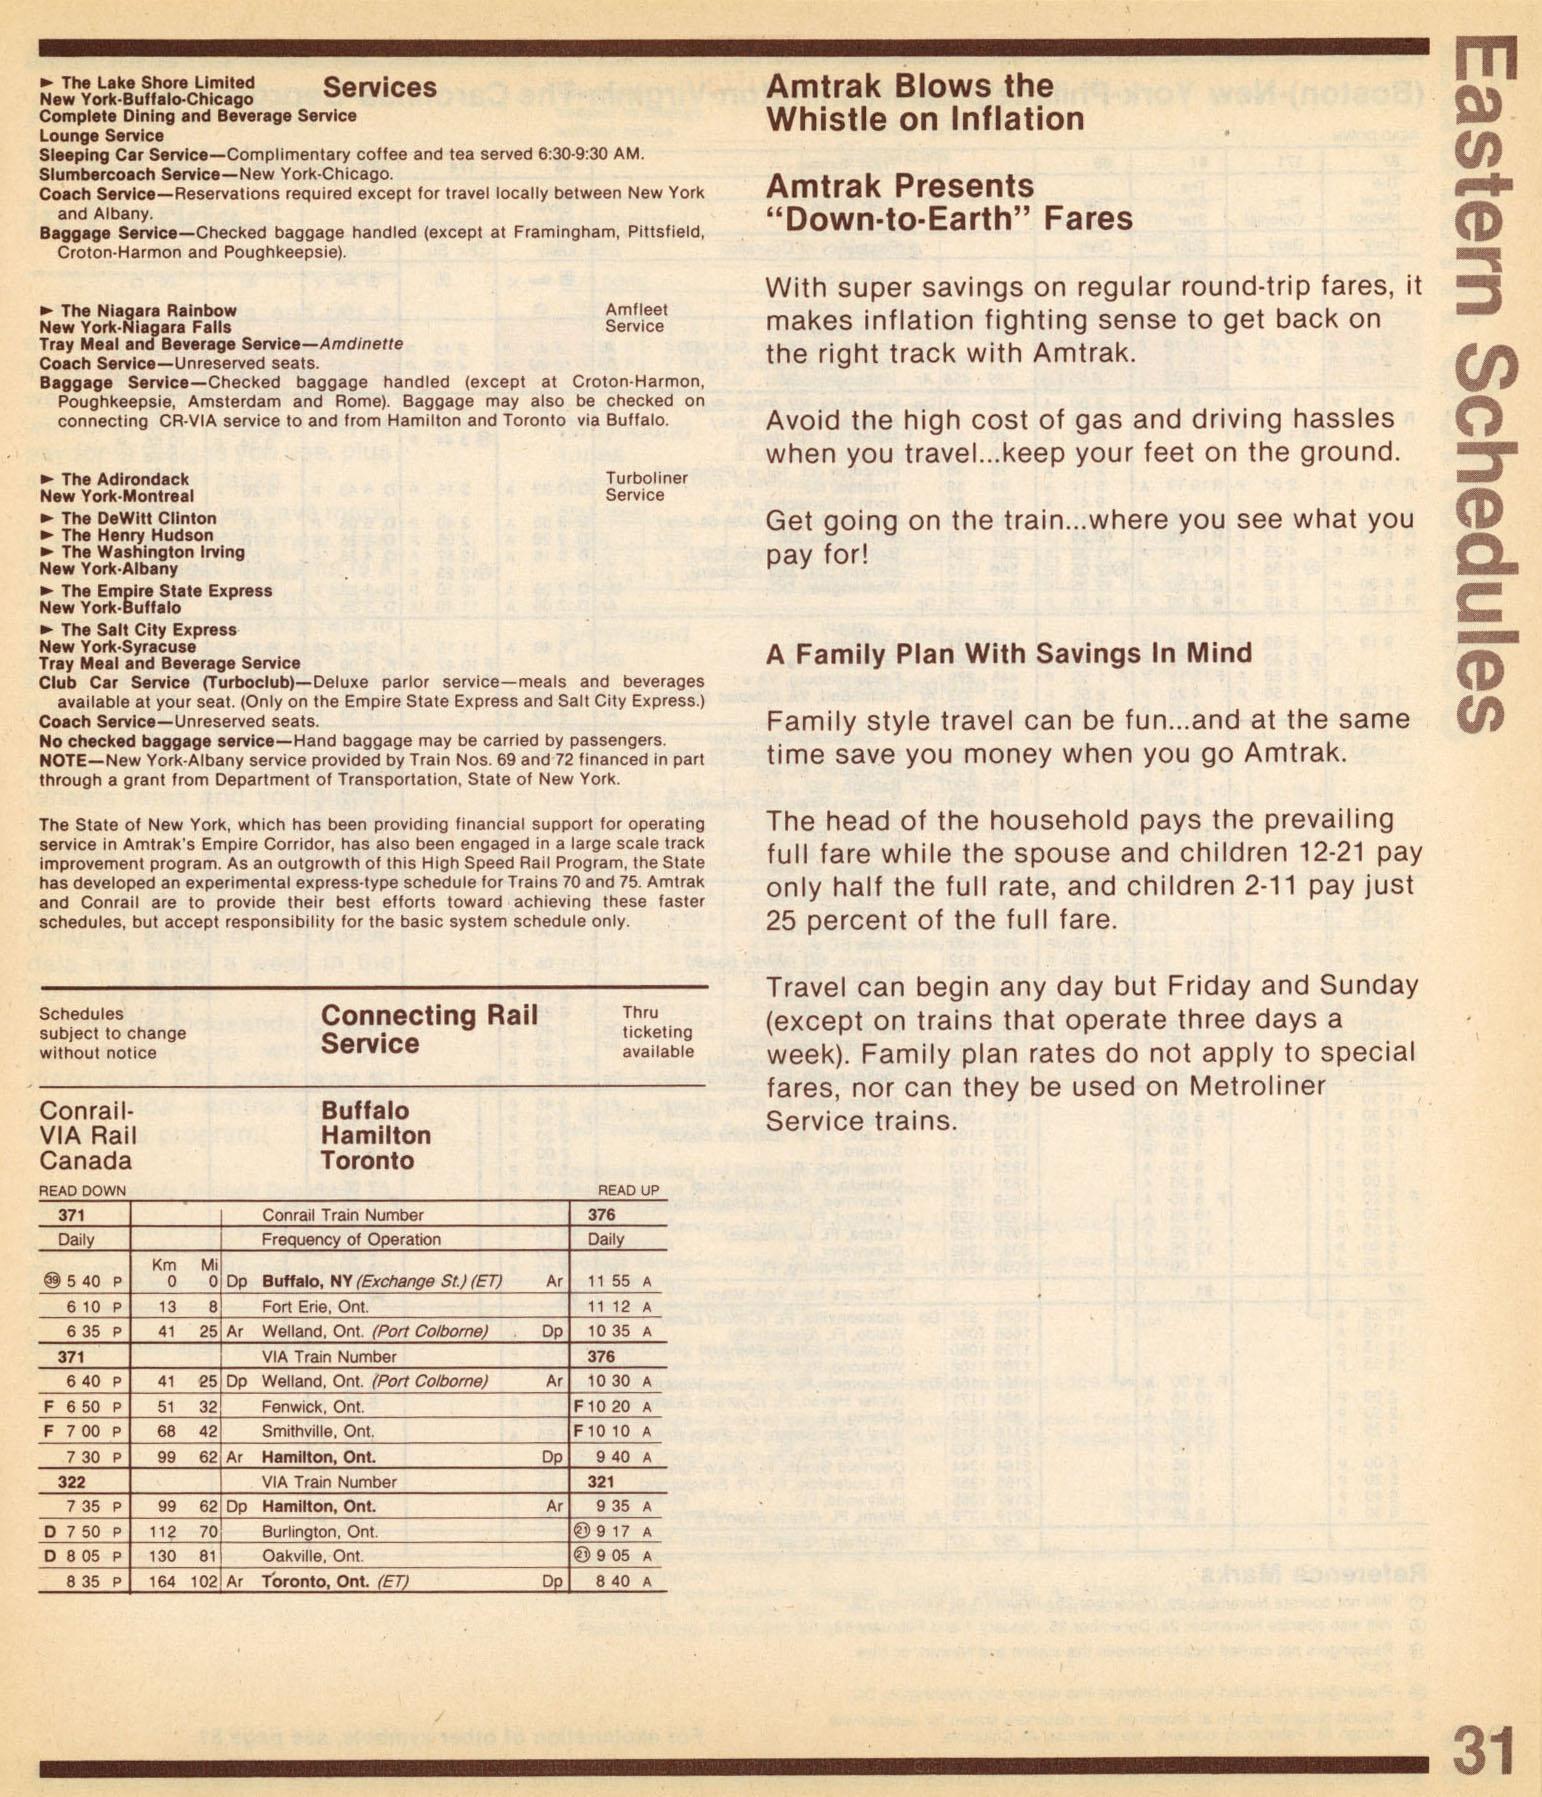 Services
► The Lake Shore Limited
New York-Buffalo-Chicago
Complete Dining and Beverage Service
Lounge Service
Sleeping Car Service—Complimentary coffee and tea served 6:30-9:30 AM.
Slumbercoach Service—New York-Chicago.
Coach Service—Reservations required except for travel locally between New York
and Albany.
Baggage Service—Checked baggage handled (except at Framingham, Pittsfield,
Croton-Harmon and Poughkeepsie).
► The Niagara Rainbow
New York-Niagara Falls
Amfleet
Service
Tray Meal and Beverage Service—Amdinette
Coach Service—Unreserved seats.
Baggage Service—Checked baggage handled (except at Croton-Harmon,
Poughkeepsie, Amsterdam and Rome). Baggage may also be checked on
connecting CR-VIA service to and from Hamilton and Toronto via Buffalo.
► The Adirondack
New York-Montreal
Turboliner
Service
► The DeWitt Clinton
► The Henry Hudson
► The Washington Irving
New York-Albany
► The Empire State Express
New York-Buffalo
► The Salt City Express
New York-Syracuse
Tray Meal and Beverage Service
Club Car Service (Turboclub)—Deluxe parlor service—meals and beverages
available at your seat. (Only on the Empire State Express and Salt City Express.)
Coach Service—Unreserved seats.
No checked baggage service—Hand baggage may be carried by passengers.
NOTE—New York-Albany service provided by Train Nos. 69 and 72 financed in part
through a grant from Department of Transportation, State of New York.
The State of New York, which has been providing financial support for operating
service in Amtrak's Empire Corridor, has also been engaged in a large scale track
improvement program. As an outgrowth of this High Speed Rail Program, the State
has developed an experimental express-type schedule for Trains 70 and 75. Amtrak
and Conrail are to provide their best efforts toward achieving these faster
schedules, but accept responsibility for the basic system schedule only.
Schedules
subject to change
without notice
Connecting Rail
Service
Thru
ticketing
available
Conrail-
VIA Rail
Canada
Buffalo
Hamilton
Toronto
READ DOWN READ UP
371 Conrail Train Number 376
Daily Frequency of Operation Daily
Km Mi
㊴ 5 40 P 0 0 Dp Buffalo, NY (Exchange St.) (ET) Ar 11 55 A
6 10 P 13 8 Fort Erie, Ont. 11 12 A
6 35 P 41 25 Ar Welland, Ont. (Port Colborne) Dp 10 35 A
371 VIA Train Number 376
6 40 P 41 25 Dp Welland, Ont. (Port Colborne) Ar 10 30 A
F 6 50 P 51 32 Fenwick, Ont. F 10 20 A
F 7 00 P 68 42 Smithville, Ont. F 10 10 A
7 30 P 99 62 Ar Hamilton, Ont. Dp 9 40 A
322 VIA Train Number 321
7 35 P 99 62 Dp Hamilton, Ont. Ar 9 35 A
D 7 50 P 112 70 Burlington, Ont. ㉑ 9 17 A
D 8 05 P 130 81 Oakville, Ont. ㉑ 9 05 A
8 35 P 164 102 Ar Toronto, Ont. (ET) Dp 8 40 A
Amtrak Blows the
Whistle on Inflation
Amtrak Presents
“Down-to-Earth” Fares
With super savings on regular round-trip fares, it
makes inflation fighting sense to get back on
the right track with Amtrak.
Avoid the high cost of gas and driving hassles
when you travel...keep your feet on the ground.
Get going on the train...where you see what you
pay for!
A Family Plan With Savings In Mind
Family style travel can be fun...and at the same
time save you money when you go Amtrak.
The head of the household pays the prevailing
full fare while the spouse and children 12-21 pay
only half the full rate, and children 2-11 pay just
25 percent of the full fare.
Travel can begin any day but Friday and Sunday
(except on trains that operate three days a
week). Family plan rates do not apply to special
fares, nor can they be used on Metroliner
Service trains.
Eastern Schedules
31